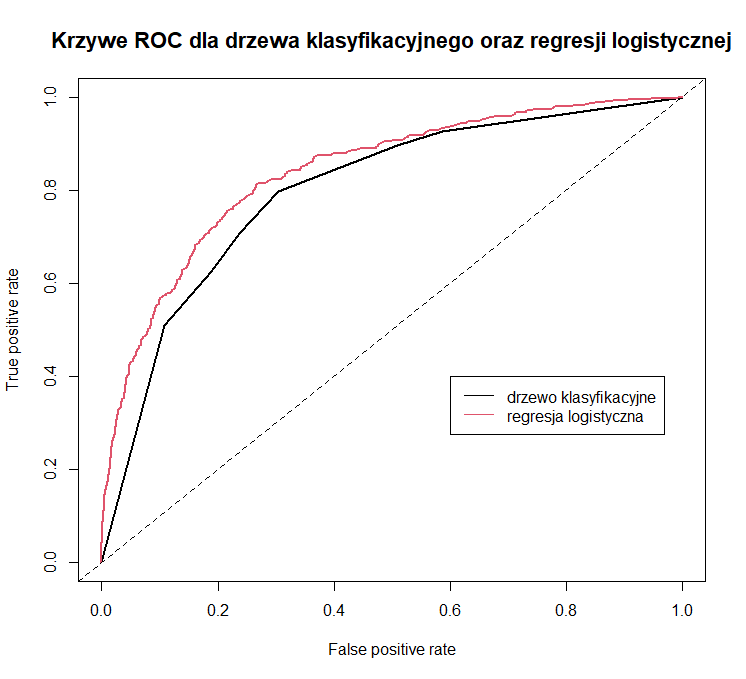 Krzywe ROC dla drzewa klasyfikacyjnego oraz regresji logistycznej
True positive rate
1.0
0.8
0.6
0.4
0.2
0.0
drzewo klasyfikacyjne
regresja logistyczna
0.0 0.2 0.4 0.6 0.8 1.0
False positive rate